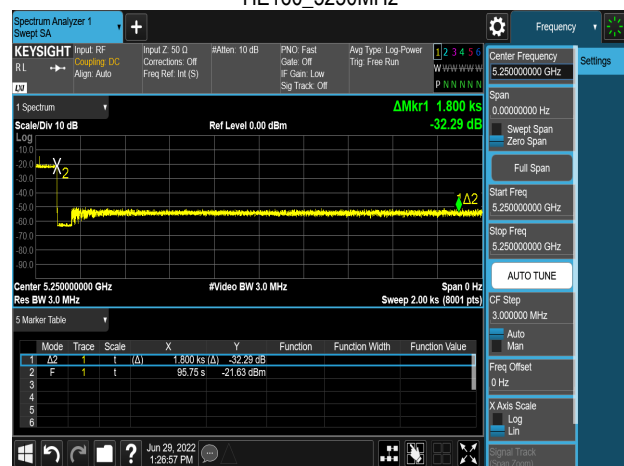 HE160_5250MHz
Spectrum Analyzer 1
Swept SA
Frequency
KEYSIGHT
Input: RF
Coupling: DC
Align: Auto
Input Z: 50 Ω
Corrections: Off
Freq Ref: Int (S)
#Atten: 10 dB
PNO: Fast
Gate: Off
IF Gain: Low
Sig Track: Off
Avg Type: Log-Power
Trig: Free Run
1 2 3 4 5 6
W W W W W W
P N N N N N
R L
LXI
Center Frequency
5.250000000 GHz
Settings
Span
0.00000000 Hz
Swept Span
Zero Span
Full Span
Start Freq
5.250000000 GHz
Stop Freq
5.250000000 GHz
AUTO TUNE
CF Step
3.000000 MHz
Auto
Man
Freq Offset
0 Hz
X Axis Scale
Log
Lin
Signal Track
(Span Zoom)
1 Spectrum
Scale/Div 10 dB
Ref Level 0.00 dBm
ΔMkr1 1.800 ks
-32.29 dB
Log
-10.0
-20.0
-30.0
-40.0
-50.0
-60.0
-70.0
-80.0
-90.0
X2
1Δ2
Center 5.250000 GHz
#Video BW 3.0 MHz
Span 0 Hz
Res BW 3.0 MHz
Sweep 2.00 ks (8001 pts)
5 Marker Table
Mode Trace Scale X Y Function Function Width Function Value
1 Δ2 1 t (Δ) 1.800 ks (Δ) -32.29 dB
2 F 1 t 95.75 s -21.63 dBm
3
4
5
6
?
Jun 29, 2022
1:26:57 PM